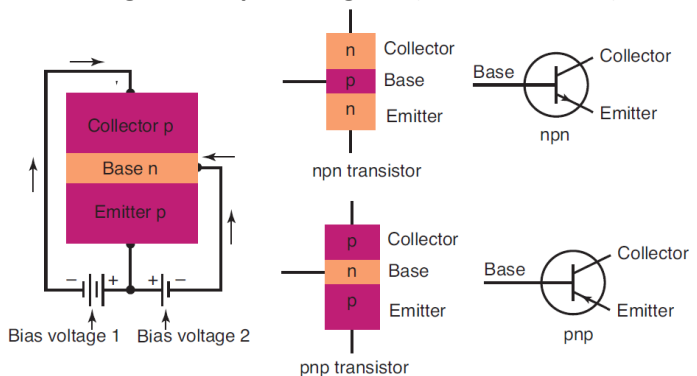 Collector p
Base n
Emitter p
− + + −
Bias voltage 1 Bias voltage 2
n Collector
p Base
n Emitter
npn transistor
Base
Collector
Emitter
npn
p Collector
n Base
p Emitter
pnp transistor
Base
Collector
Emitter
pnp